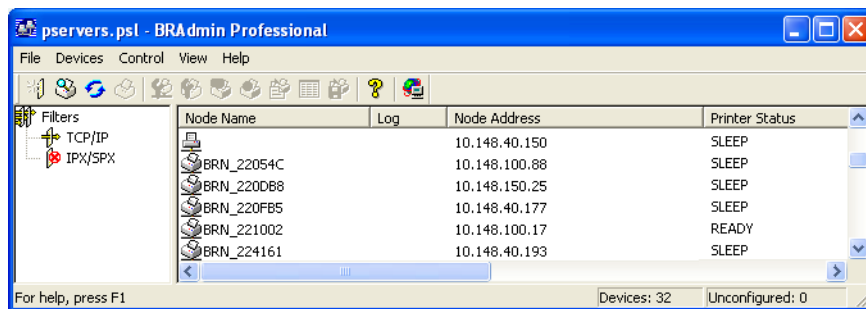 pservers.psl - BRAdmin Professional
File Devices Control View Help
Filters
TCP/IP
IPX/SPX
Node Name Log Node Address Printer Status
10.148.40.150 SLEEP
BRN_22054C 10.148.100.88 SLEEP
BRN_220DB8 10.148.150.25 SLEEP
BRN_220FB5 10.148.40.177 SLEEP
BRN_221002 10.148.100.17 READY
BRN_224161 10.148.40.193 SLEEP
For help, press F1 Devices: 32 Unconfigured: 0